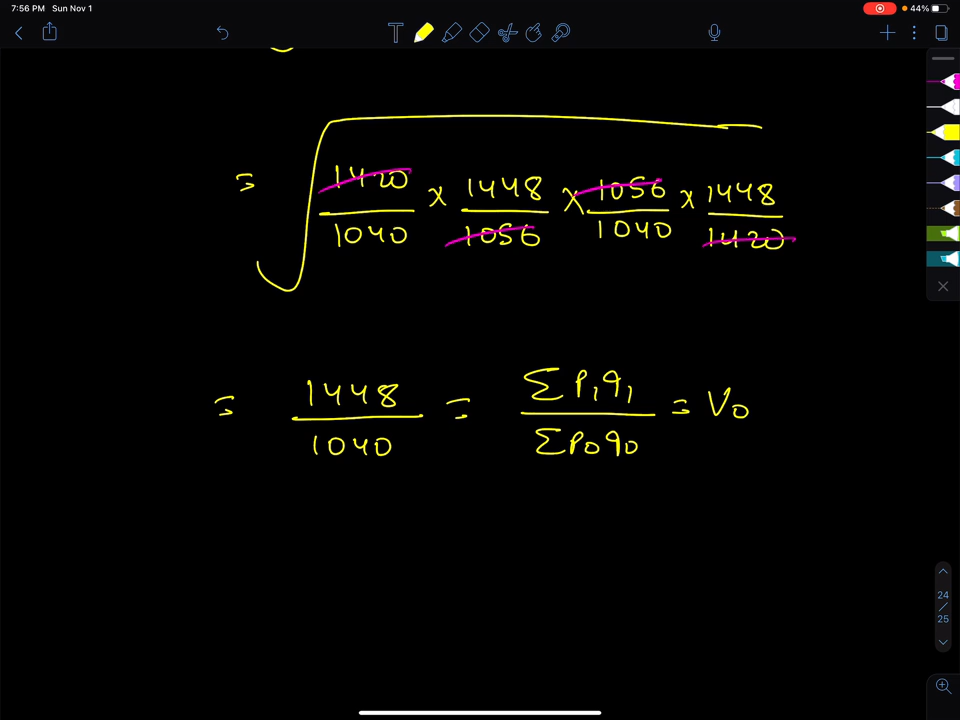 7:56 PM Sun Nov 1 44%
T
= √ 1420/1040 × 1448/1056 × 1056/1040 × 1448/1420
= 1448/1040 = Σp₁q₁/Σp₀q₀ = V₀
24
/
25